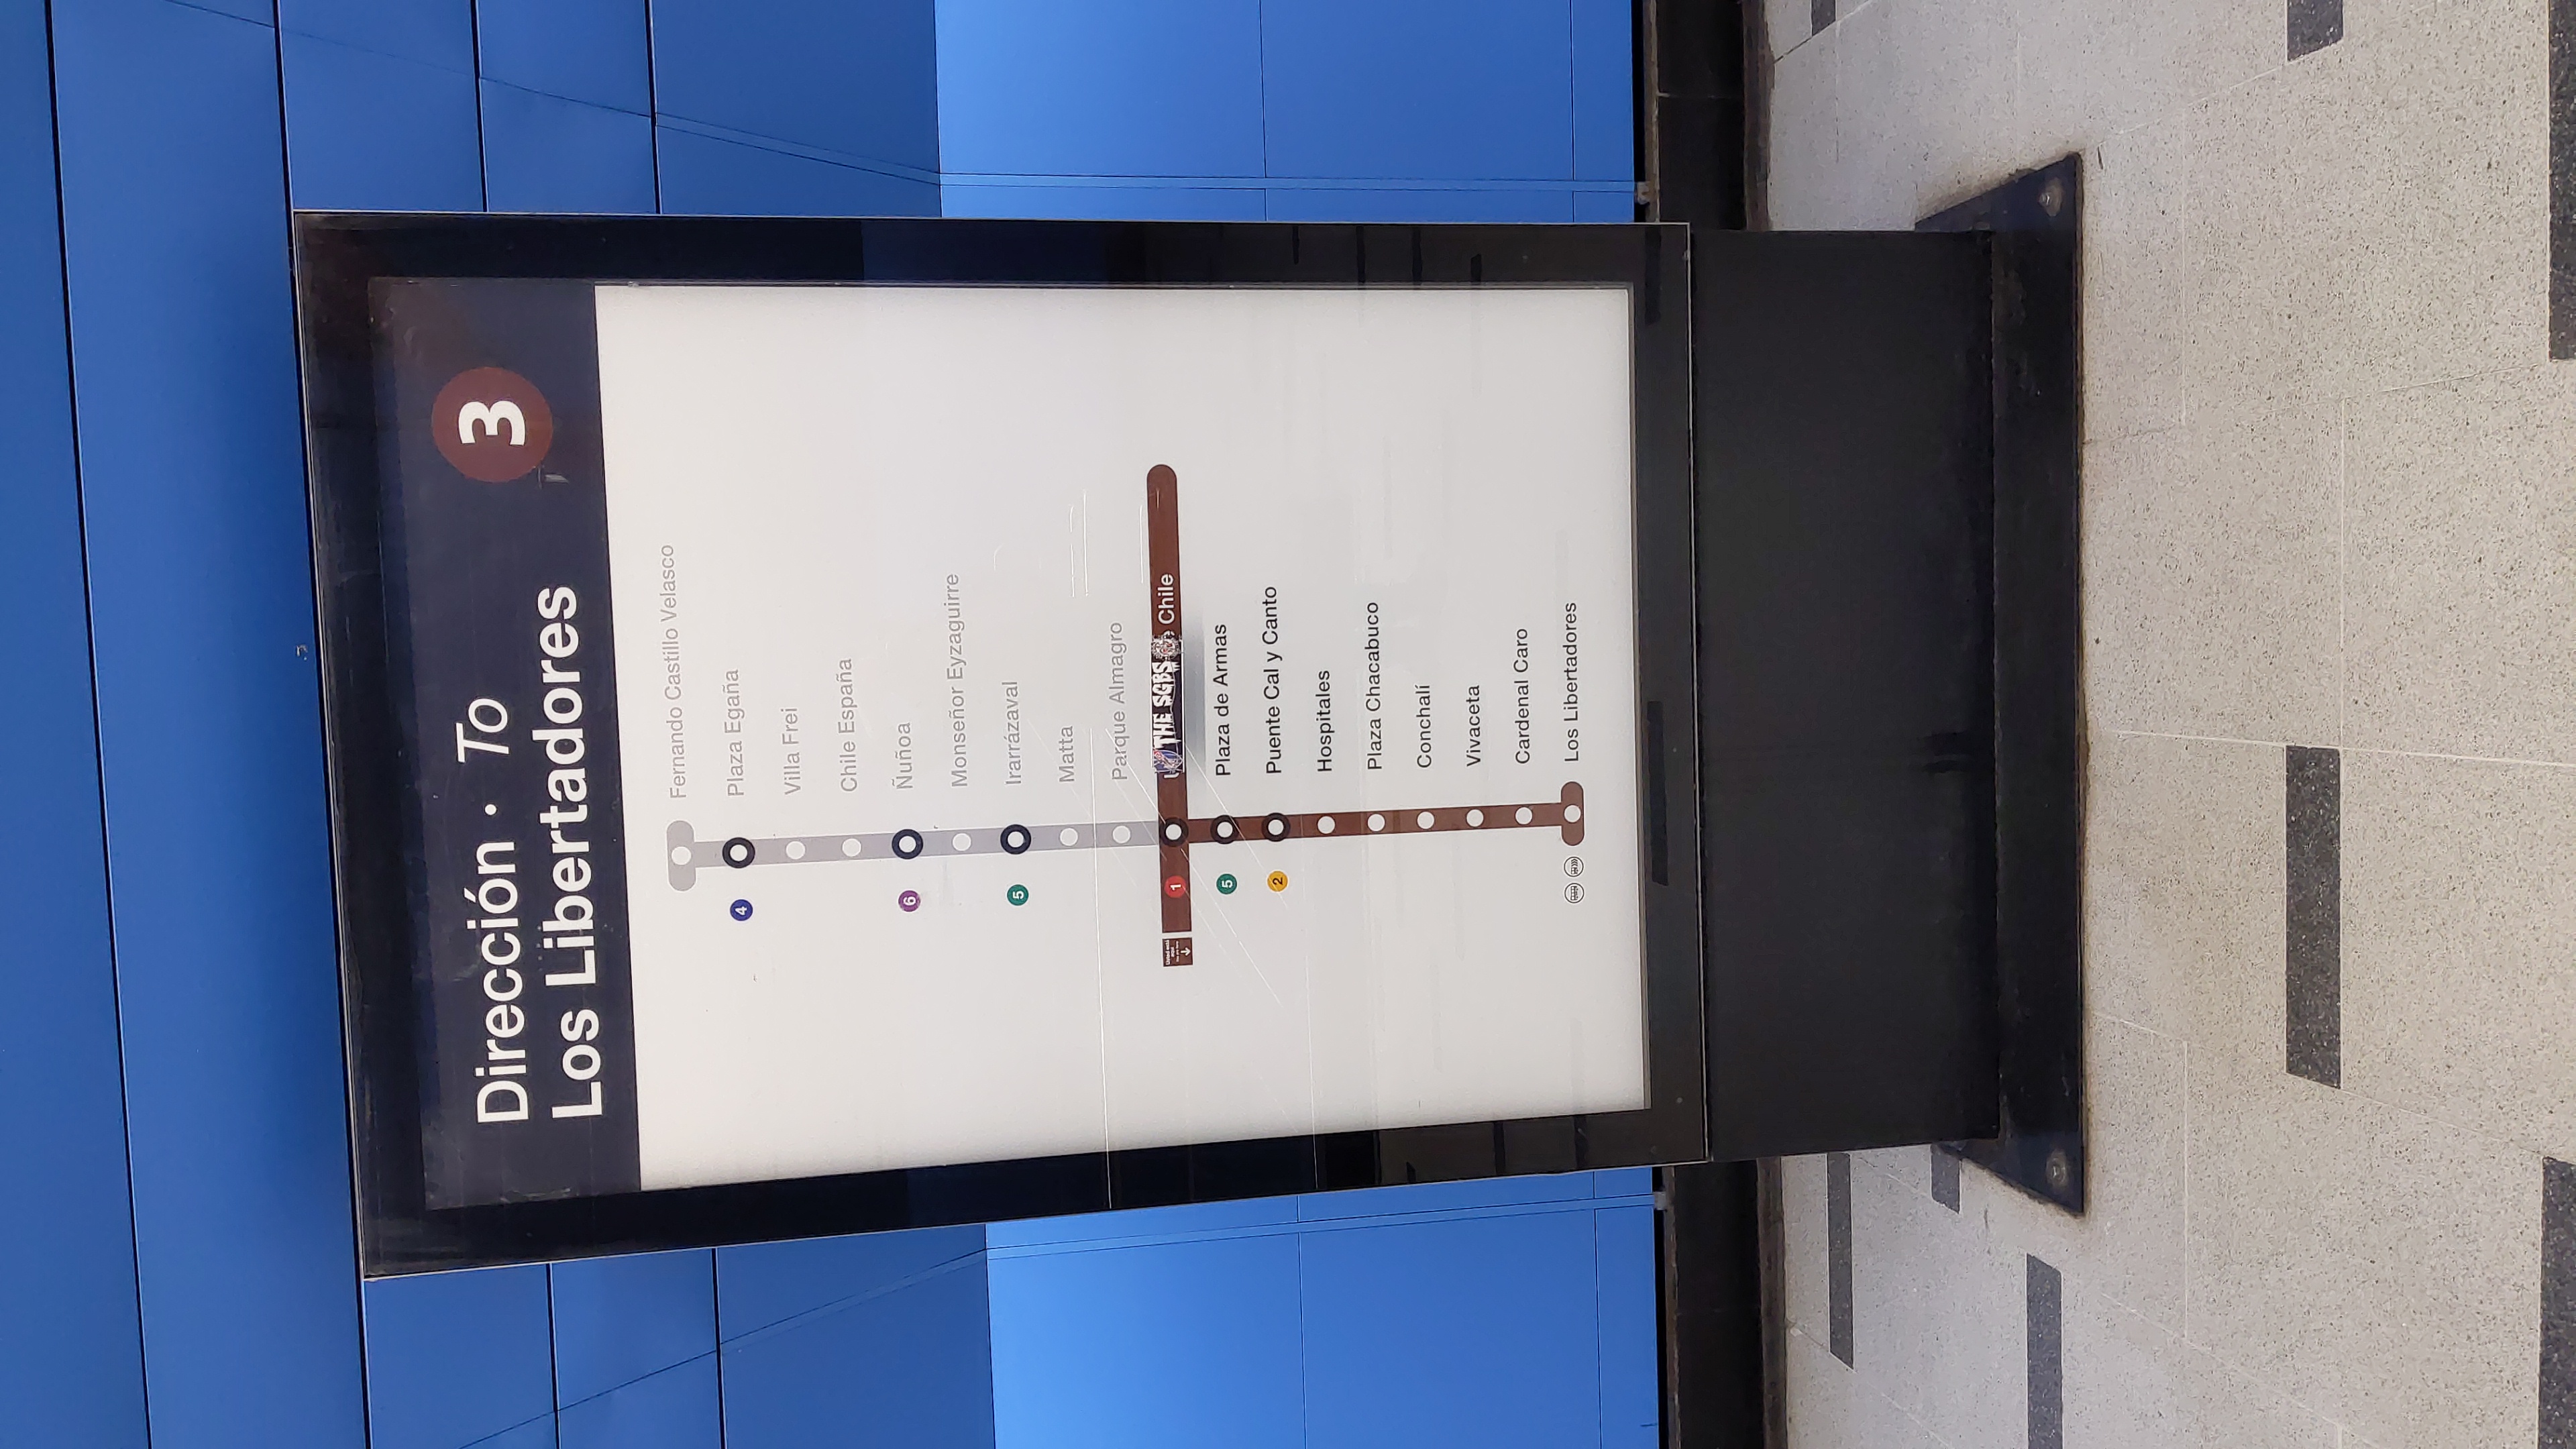 Dirección · To
Los Libertadores
3
Fernando Castillo Velasco
4 Plaza Egaña
Villa Frei
Chile España
6 Ñuñoa
Monseñor Eyzaguirre
5 Irarrázaval
Matta
Parque Almagro
Usted está
aquí
1 THE SGBS Chile
5 Plaza de Armas
2 Puente Cal y Canto
Hospitales
Plaza Chacabuco
Conchalí
Vivaceta
Cardenal Caro
Los Libertadores